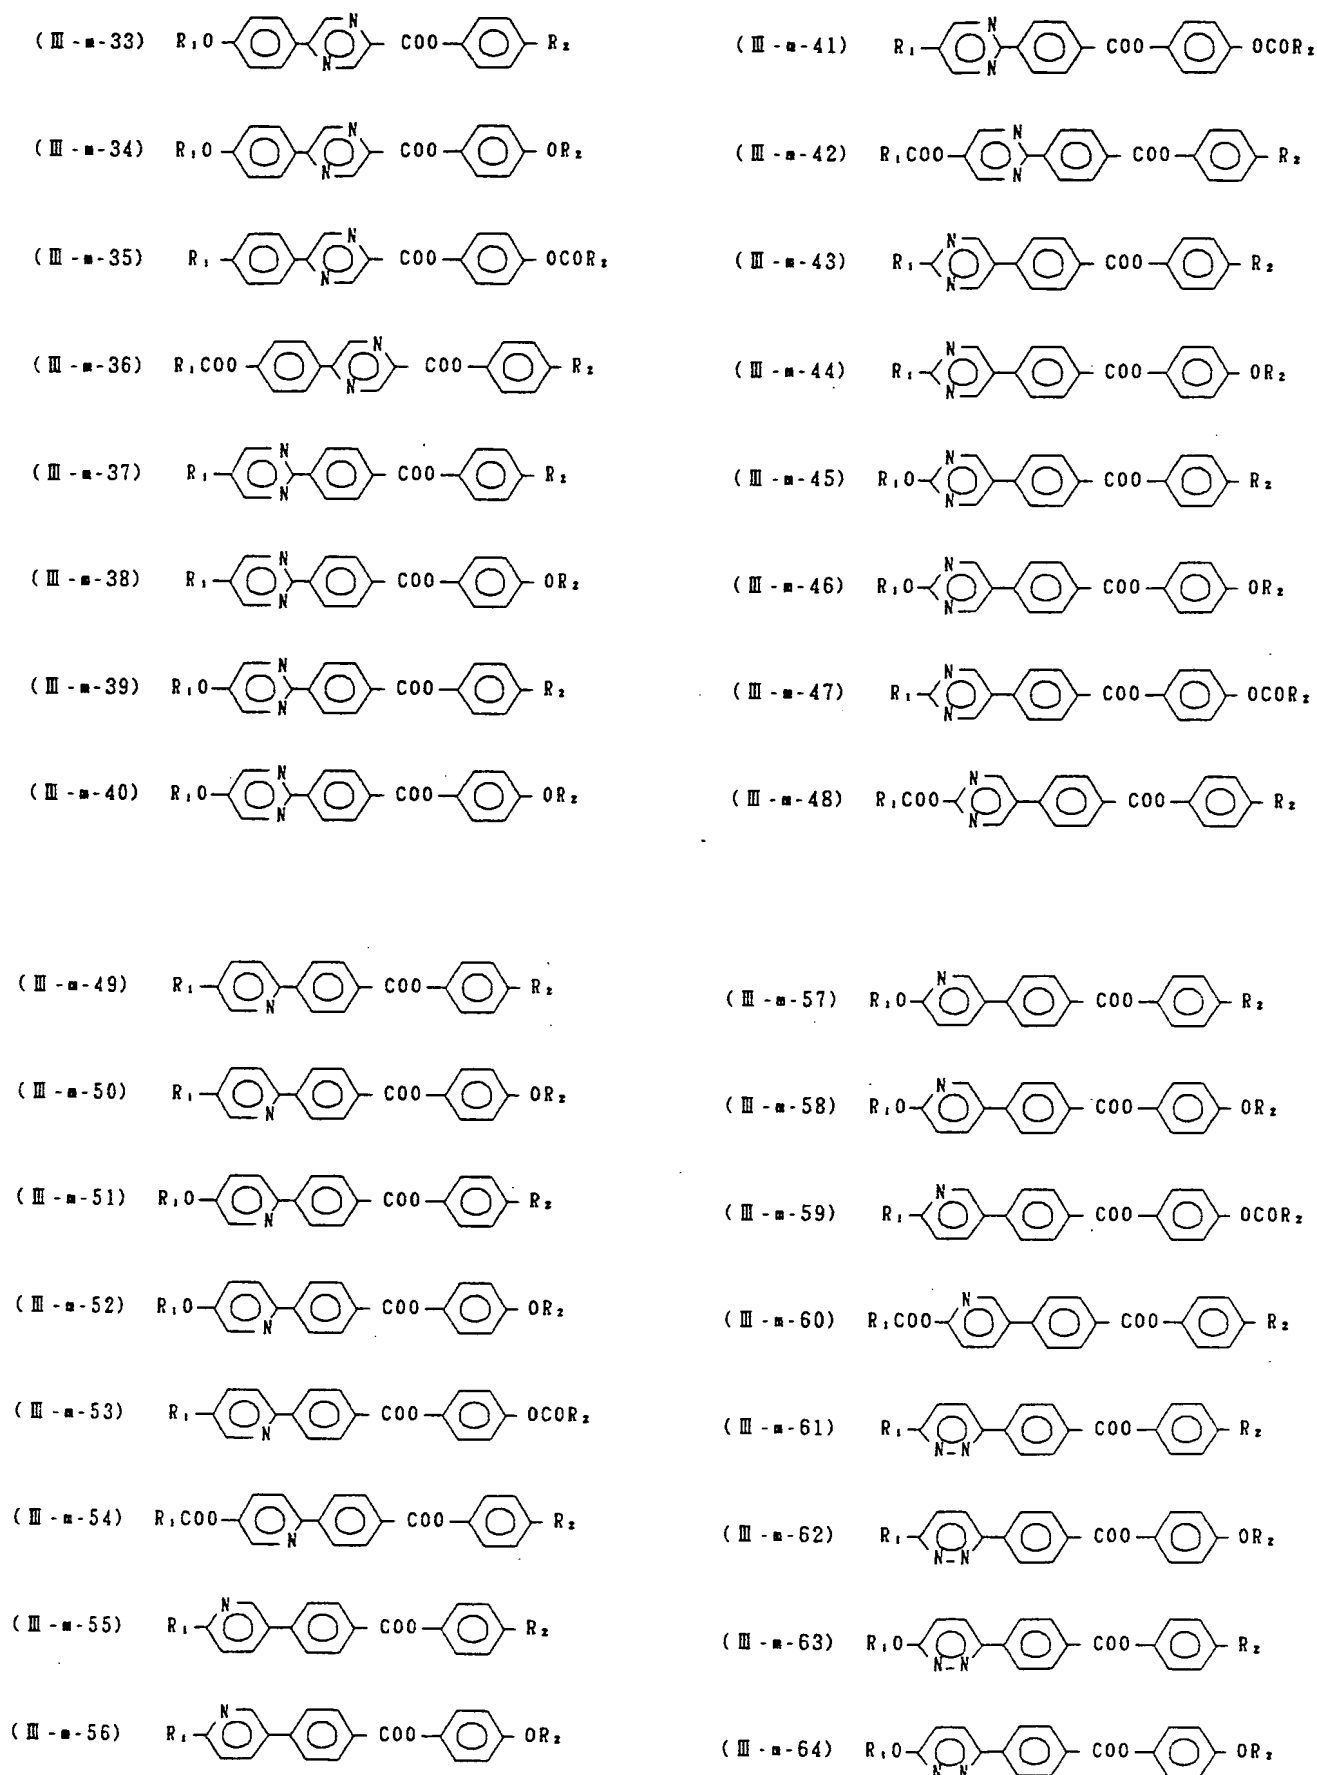 (III-m-33) R1O- N N -COO- -R2
(III-m-34) R1O- N N -COO- -OR2
(III-m-35) R1- N N -COO- -OCOR2
(III-m-36) R1COO- N N -COO- -R2
(III-m-37) R1- N N -COO- -R2
(III-m-38) R1- N N -COO- -OR2
(III-m-39) R1O- N N -COO- -R2
(III-m-40) R1O- N N -COO- -OR2
(III-m-41) R1- N N -COO- -OCOR2
(III-m-42) R1COO- N N -COO- -R2
(III-m-43) R1- N N -COO- -R2
(III-m-44) R1- N N -COO- -OR2
(III-m-45) R1O- N N -COO- -R2
(III-m-46) R1O- N N -COO- -OR2
(III-m-47) R1- N N -COO- -OCOR2
(III-m-48) R1COO- N N -COO- -R2
(III-m-49) R1- N -COO- -R2
(III-m-50) R1- N -COO- -OR2
(III-m-51) R1O- N -COO- -R2
(III-m-52) R1O- N -COO- -OR2
(III-m-53) R1- N -COO- -OCOR2
(III-m-54) R1COO- N -COO- -R2
(III-m-55) R1- N -COO- -R2
(III-m-56) R1- N -COO- -OR2
(III-m-57) R1O- N -COO- -R2
(III-m-58) R1O- N -COO- -OR2
(III-m-59) R1- N -COO- -OCOR2
(III-m-60) R1COO- N -COO- -R2
(III-m-61) R1- N-N -COO- -R2
(III-m-62) R1- N-N -COO- -OR2
(III-m-63) R1O- N-N -COO- -R2
(III-m-64) R1O- N-N -COO- -OR2